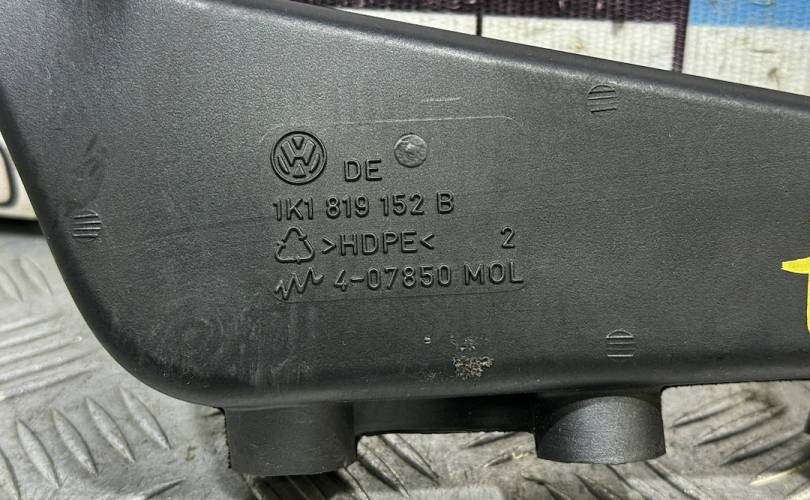 DE
1K1 819 152 B
>HDPE< 2
4-07850 MOL